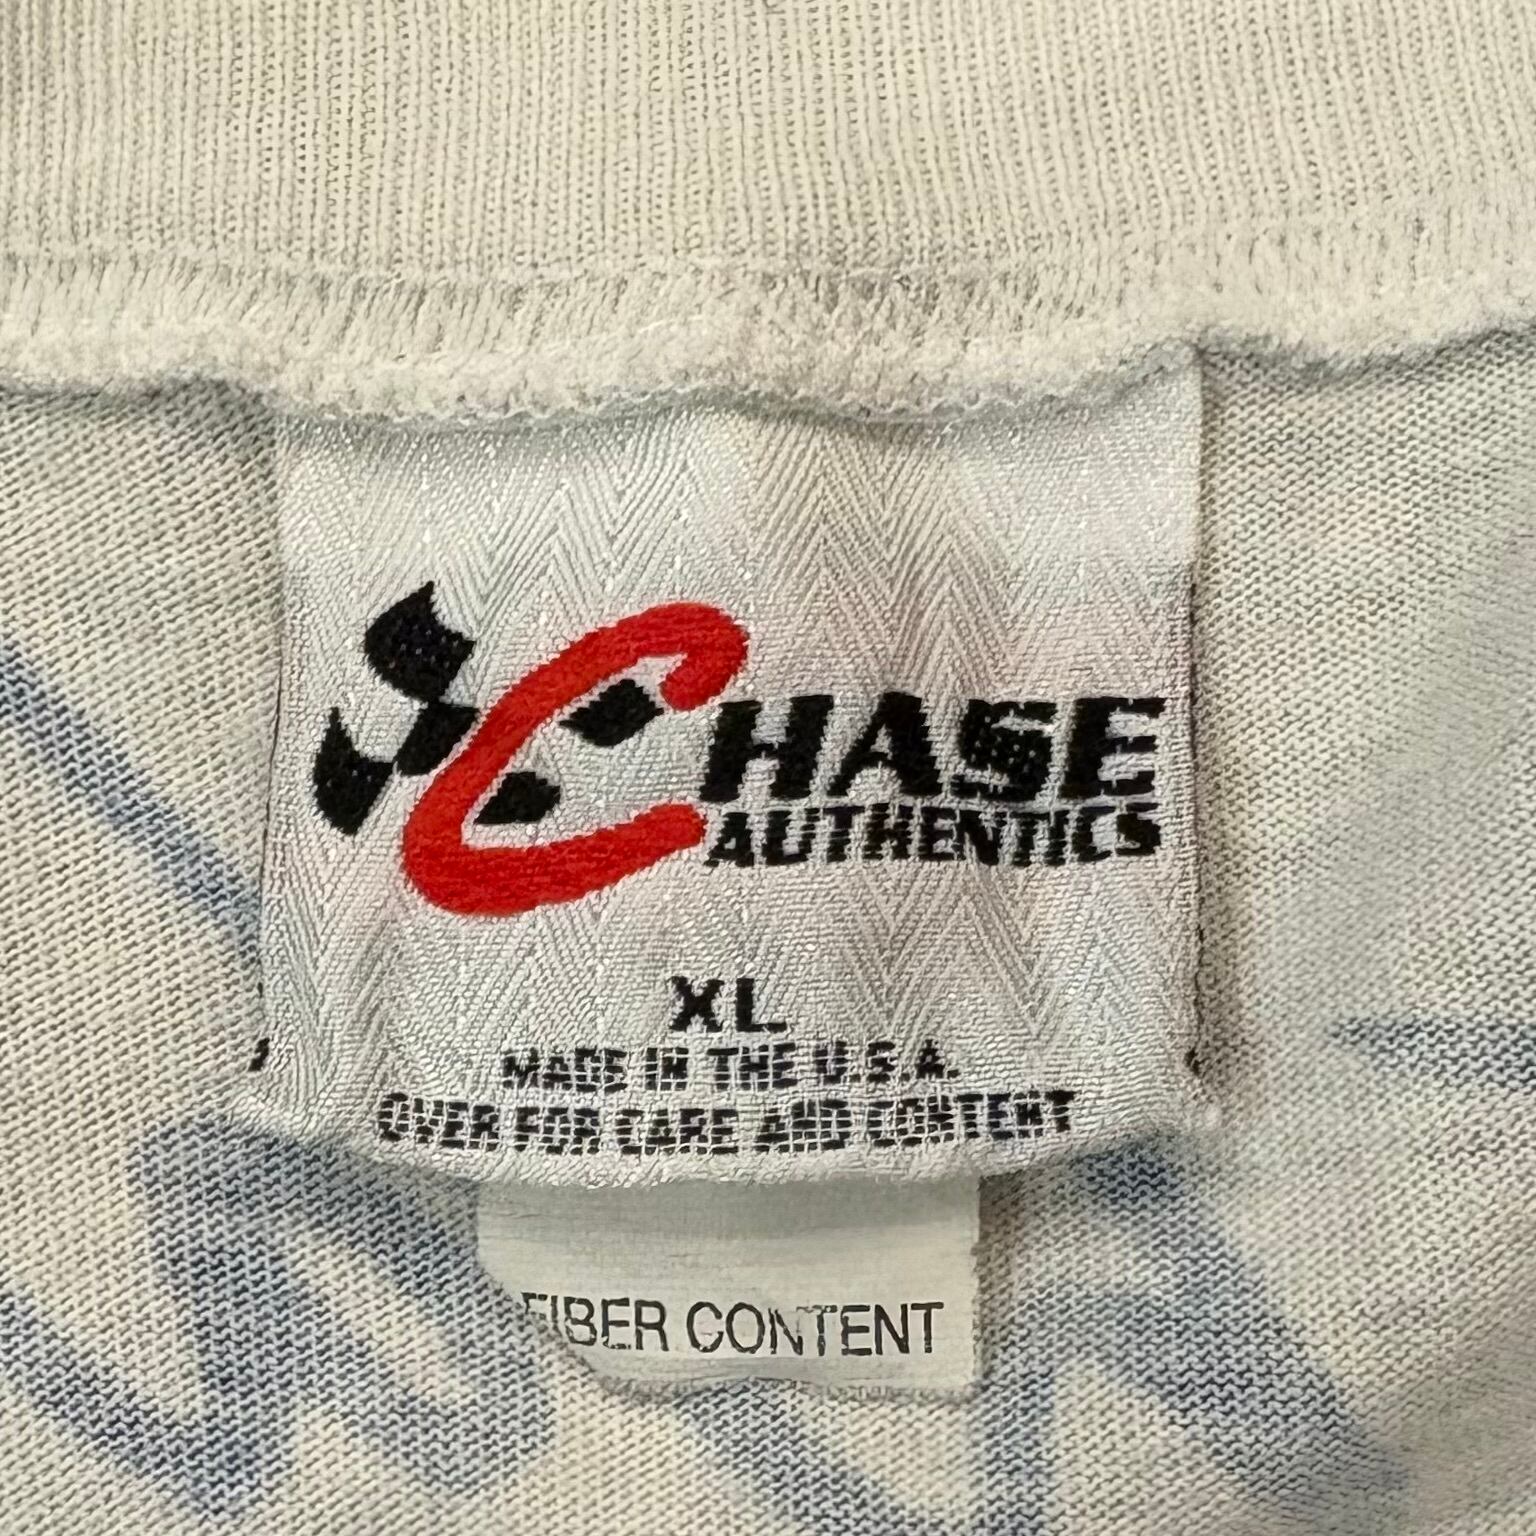 CHASE
AUTHENTICS
XL
MADE IN THE U.S.A.
OVER FOR CARE AND CONTENT
FIBER CONTENT